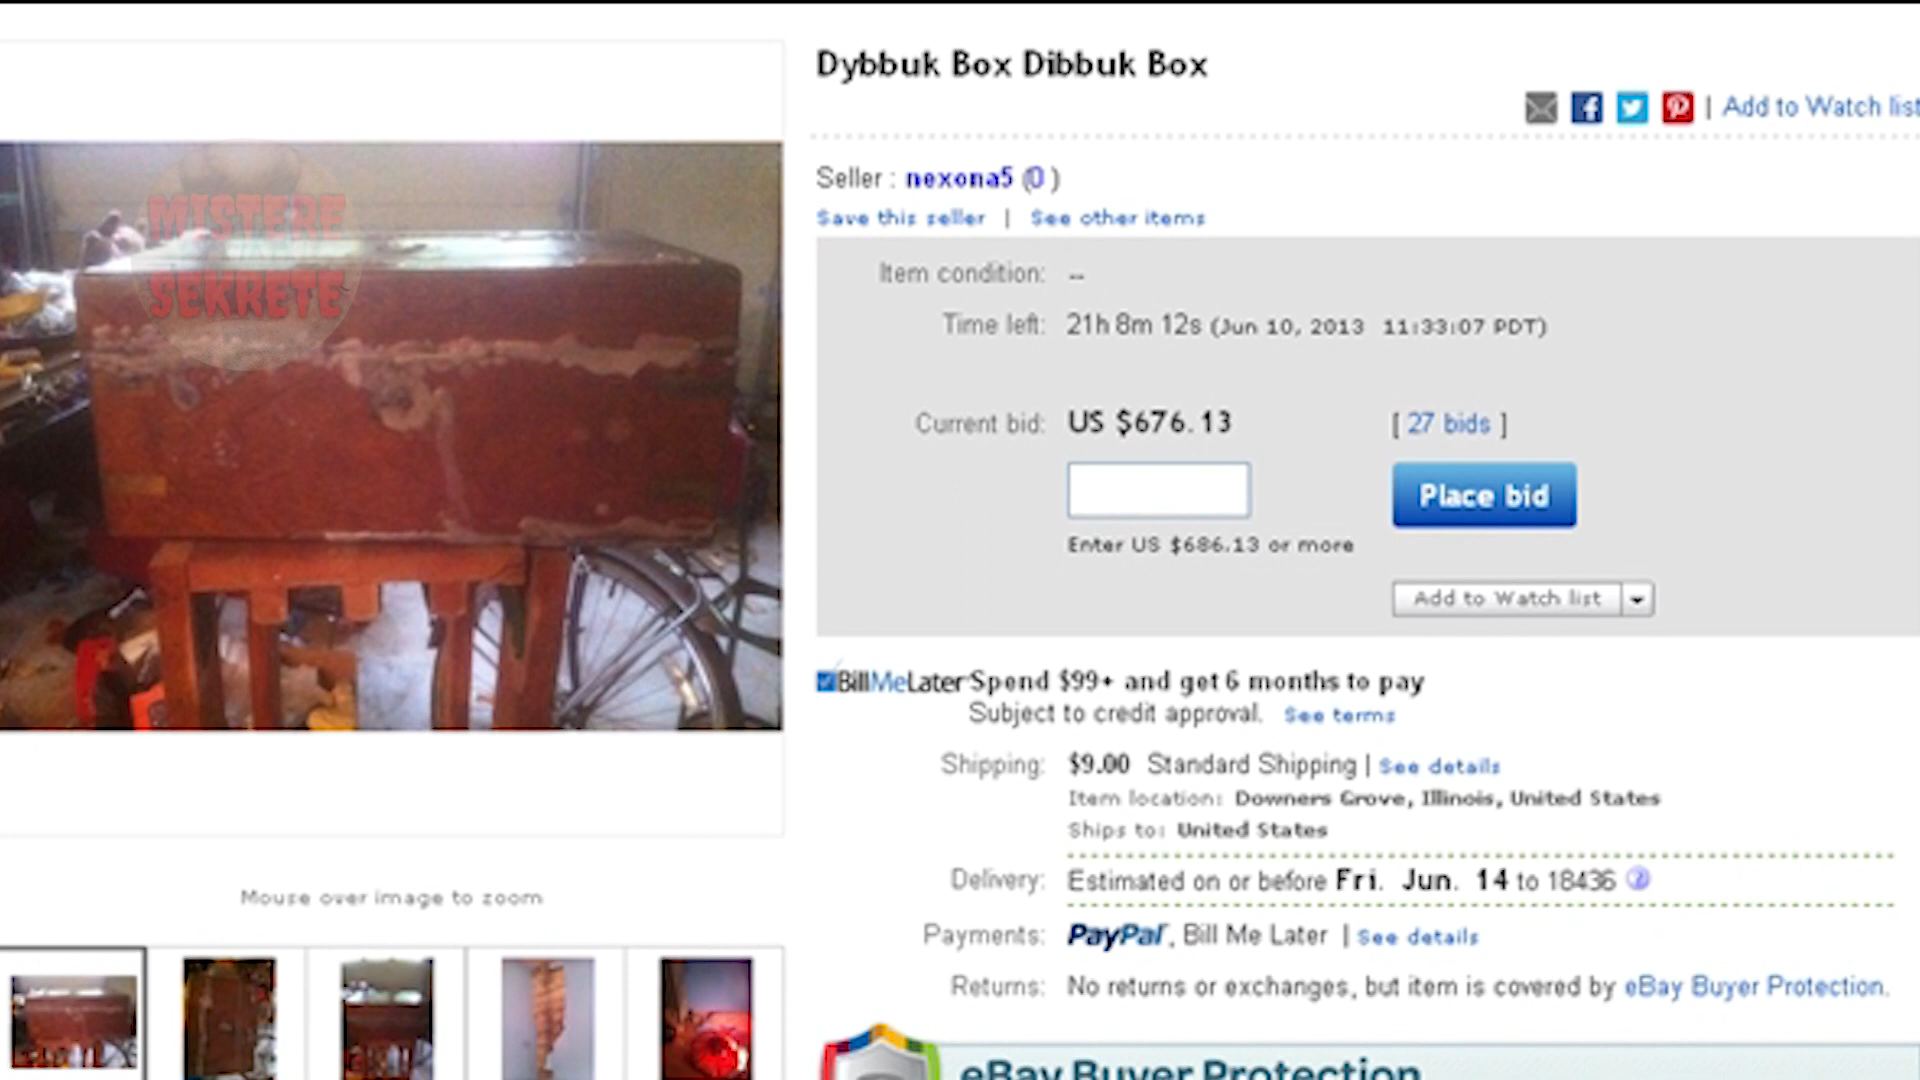 Dybbuk Box Dibbuk Box
| Add to Watch list
Seller : nexona5 (0 )
Save this seller | See other items
MISTERE
SEKRETE
Item condition: --
Time left: 21h 8m 12s (Jun 10, 2013 11:33:07 PDT)
Current bid: US $676.13 [ 27 bids ]
Place bid
Enter US $686.13 or more
Add to Watch list
BillMeLater Spend $99+ and get 6 months to pay
Subject to credit approval. See terms
Shipping: $9.00 Standard Shipping | See details
Item location: Downers Grove, Illinois, United States
Ships to: United States
Delivery: Estimated on or before Fri. Jun. 14 to 18436 ?
Mouse over image to zoom
Payments: PayPal, Bill Me Later | See details
Returns: No returns or exchanges, but item is covered by eBay Buyer Protection.
eBay Buyer Protection